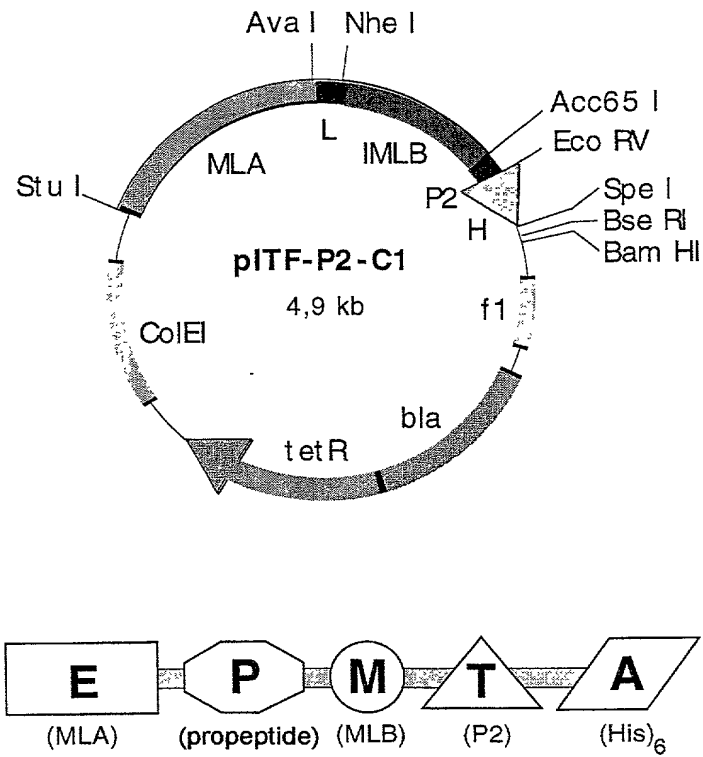 Ava I Nhe I
Acc65 I
Eco RV
L
MLA
IMLB
P2
Stu I
Spe I
Bse RI
Bam HI
H
pITF-P2-C1
4,9 kb
f1
ColEI
bla
tetR
E P M T A
(MLA) (propeptide) (MLB) (P2) (His)6